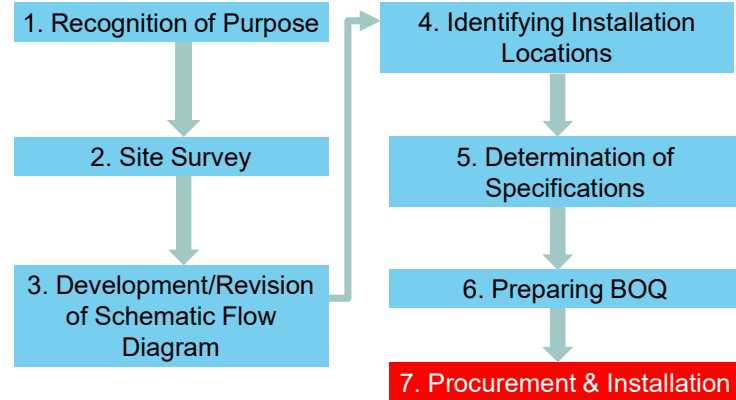 1. Recognition of Purpose
2. Site Survey
3. Development/Revision
of Schematic Flow
Diagram
4. Identifying Installation
Locations
5. Determination of
Specifications
6. Preparing BOQ
7. Procurement & Installation